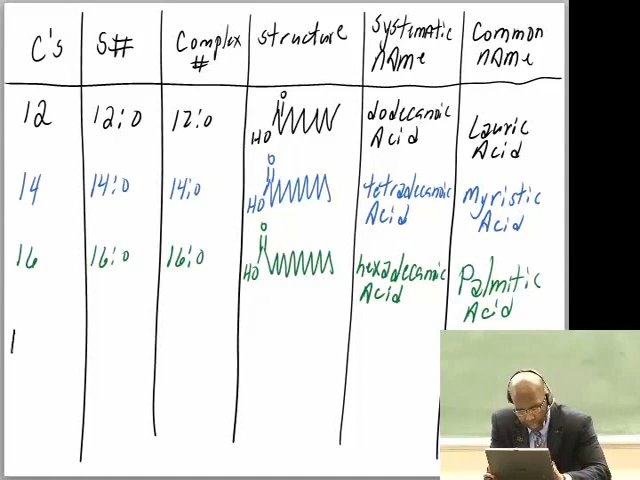 C's S# Complex # structure Systematic NAme Common NAme
12 12:0 12:0 O HO dodecanoic Acid Lauric Acid
14 14:0 14:0 O HO tetradecanoic Acid Myristic Acid
16 16:0 16:0 O HO hexadecanoic Acid Palmitic Acid
1